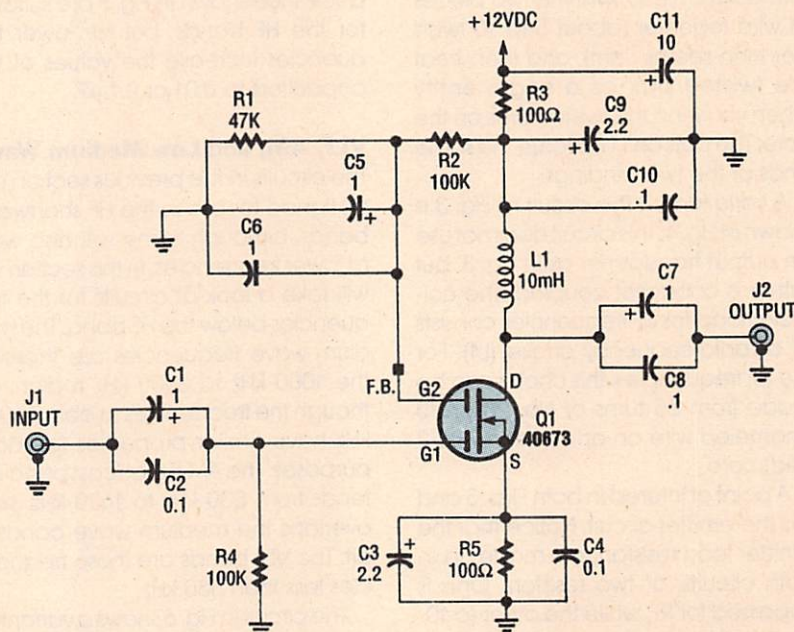 +12VDC
C11
10
+
R1
47K
R3
100Ω
C9
2.2
+
C5
1
+
R2
100K
C10
.1
C6
L1
10mH
C7
1
+
J2
OUTPUT
F.B.
G2
D
C8
.1
J1
INPUT
C1
1
+
Q1
40673
G1
S
C2
0.1
R4
100K
C3
2.2
+
R5
100Ω
C4
0.1